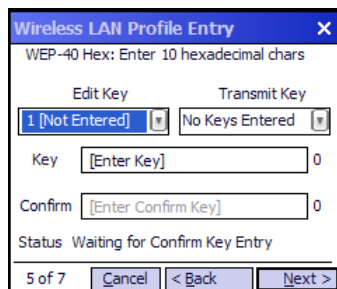 Wireless LAN Profile Entry X
WEP-40 Hex: Enter 10 hexadecimal chars
Edit Key Transmit Key
1 [Not Entered] No Keys Entered
Key [Enter Key] 0
Confirm [Enter Confirm Key] 0
Status Waiting for Confirm Key Entry
5 of 7 Cancel < Back Next >